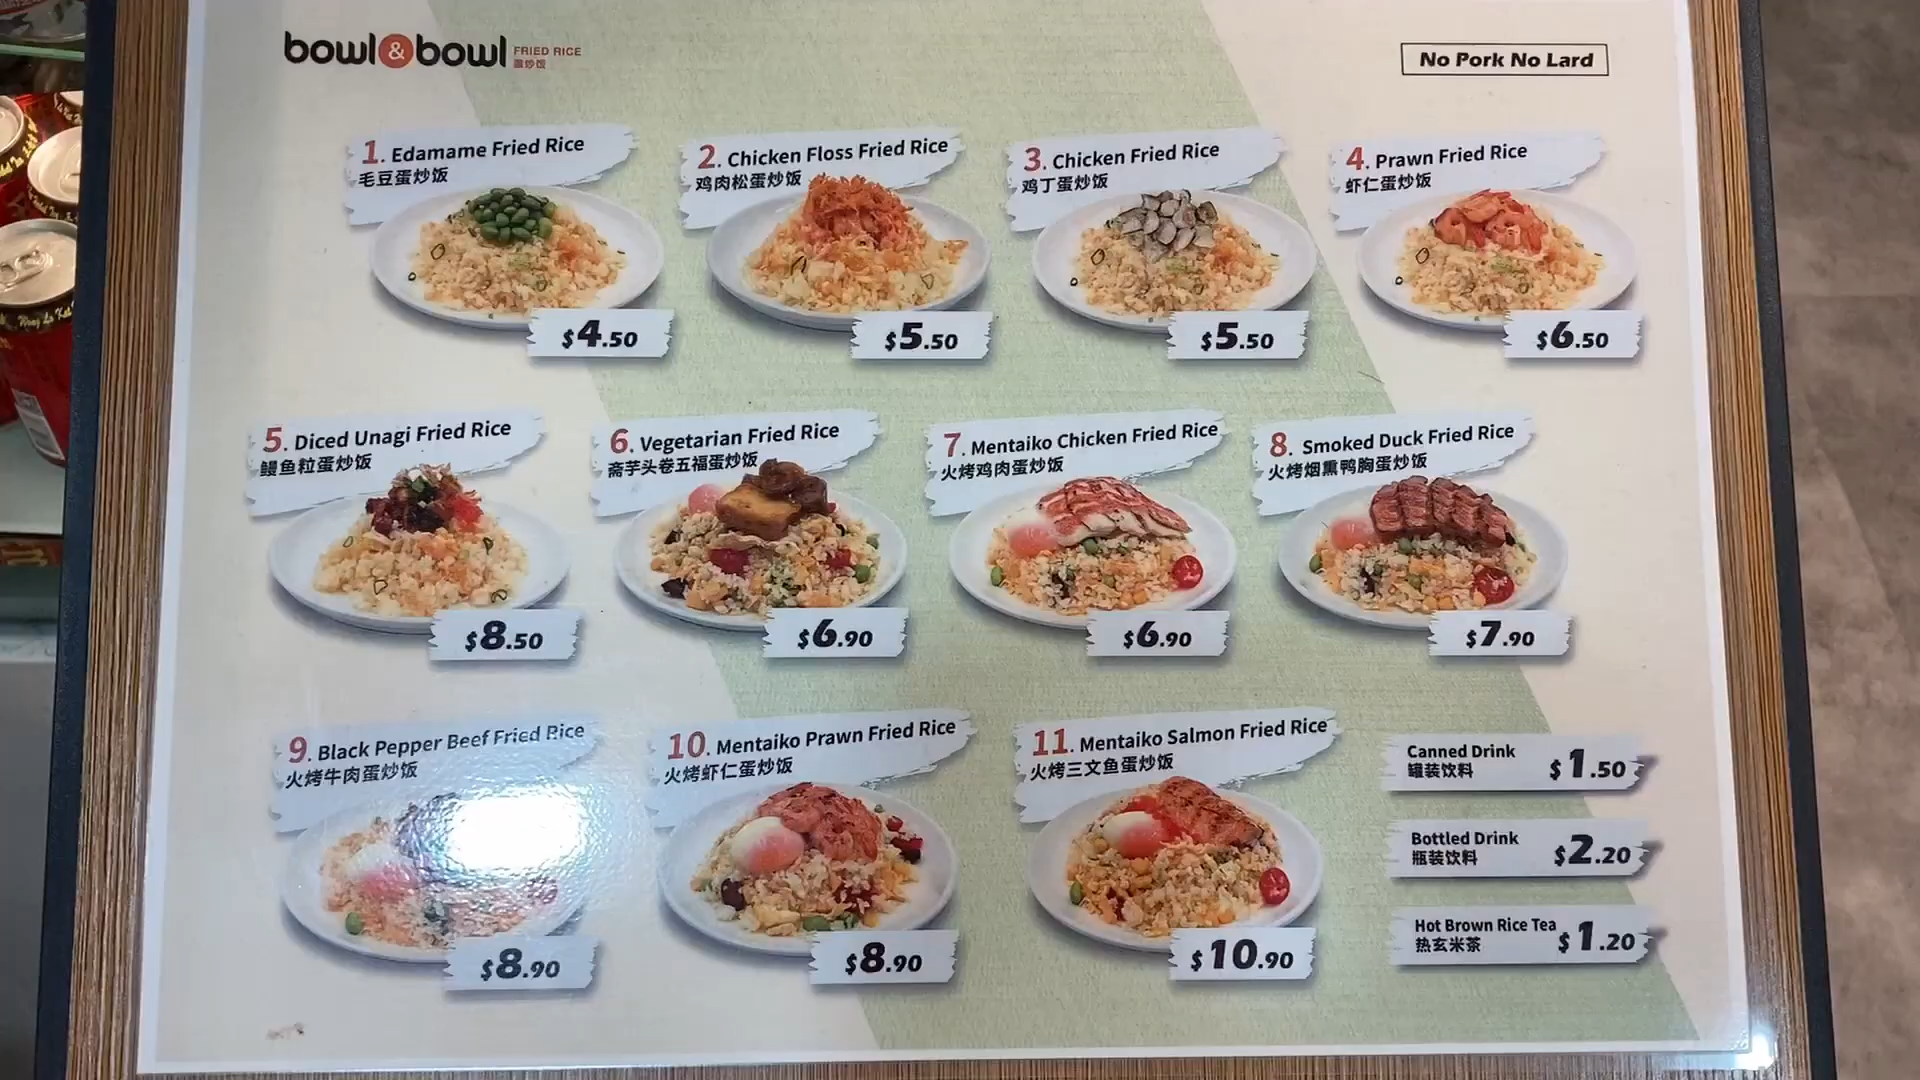 bowl&bowl FRIED RICE
蛋炒饭
No Pork No Lard
1. Edamame Fried Rice
毛豆蛋炒饭
$4.50
2. Chicken Floss Fried Rice
鸡肉松蛋炒饭
$5.50
3. Chicken Fried Rice
鸡丁蛋炒饭
$5.50
4. Prawn Fried Rice
虾仁蛋炒饭
$6.50
5. Diced Unagi Fried Rice
鳗鱼粒蛋炒饭
$8.50
6. Vegetarian Fried Rice
斋芋头卷五福蛋炒饭
$6.90
7. Mentaiko Chicken Fried Rice
火烤鸡肉蛋炒饭
$6.90
8. Smoked Duck Fried Rice
火烤烟熏鸭胸蛋炒饭
$7.90
9. Black Pepper Beef Fried Rice
火烤牛肉蛋炒饭
$8.90
10. Mentaiko Prawn Fried Rice
火烤虾仁蛋炒饭
$8.90
11. Mentaiko Salmon Fried Rice
火烤三文鱼蛋炒饭
$10.90
Canned Drink
罐装饮料
$1.50
Bottled Drink
瓶装饮料
$2.20
Hot Brown Rice Tea
热玄米茶
$1.20